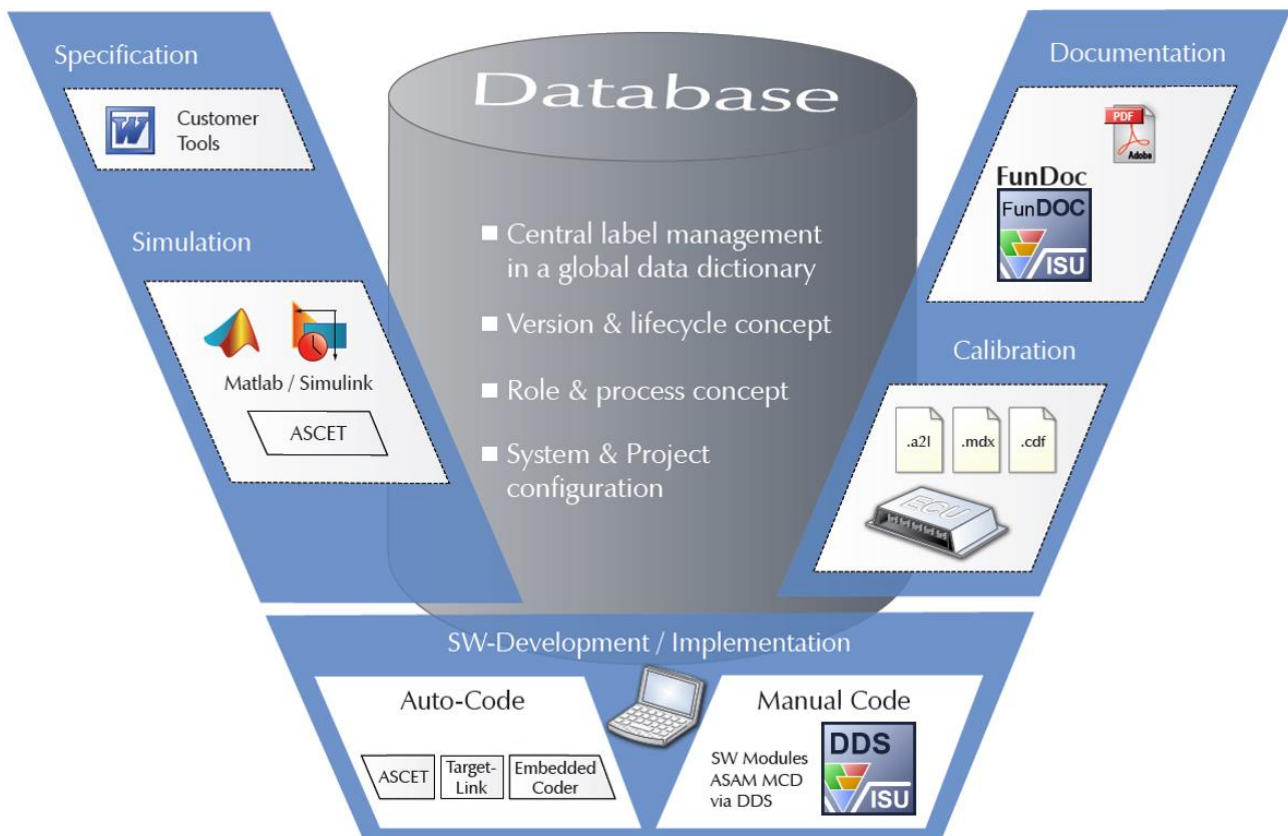 Specification
W
Customer
Tools
Simulation
Matlab / Simulink
ASCET
Database
■ Central label management
in a global data dictionary
■ Version & lifecycle concept
■ Role & process concept
■ System & Project
configuration
Documentation
PDF
Adobe
FunDoc
FunDOC
ISU
Calibration
.a2l
.mdx
.cdf
ECU
SW-Development / Implementation
Auto-Code
ASCET
Target-
Link
Embedded
Coder
Manual Code
SW Modules
ASAM MCD
via DDS
DDS
ISU